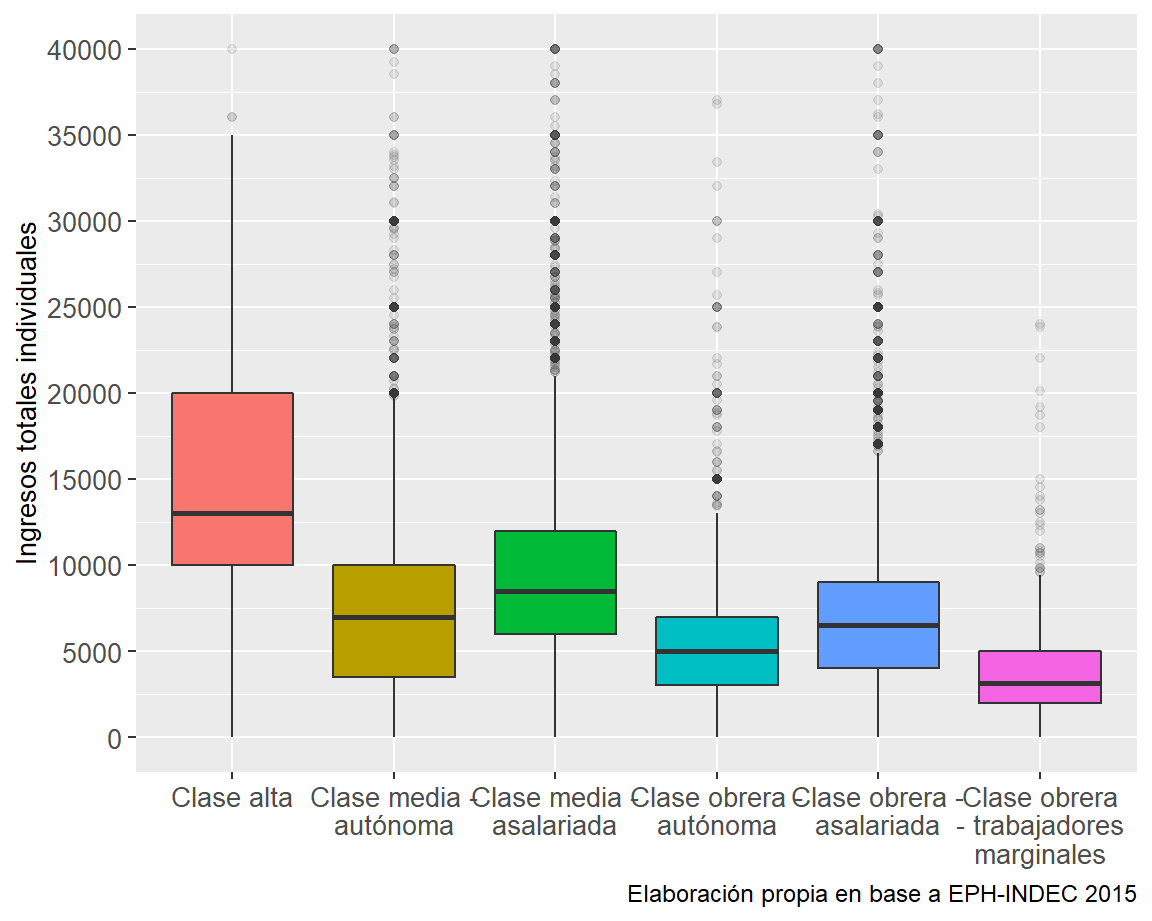 Ingresos totales individuales
40000
35000
30000
25000
20000
15000
10000
5000
0
Clase alta
Clase media -
autónoma
Clase media -
asalariada
Clase obrera -
autónoma
Clase obrera -
asalariada
Clase obrera
- trabajadores
marginales
Elaboración propia en base a EPH-INDEC 2015